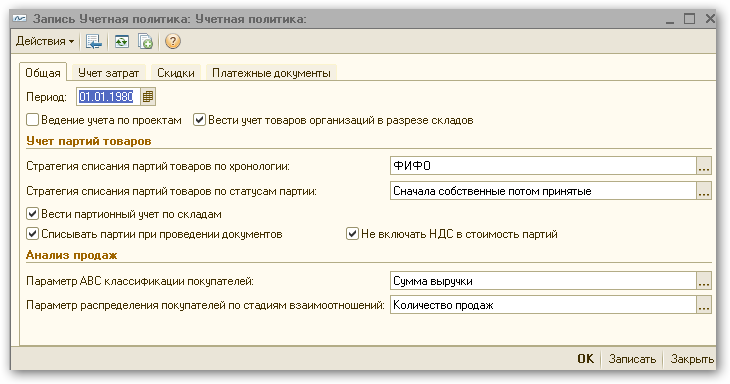 Запись Учетная политика: Учетная политика:
Действия
Общая Учет затрат Скидки Платежные документы
Период: 01.01.1980
Ведение учета по проектам Вести учет товаров организаций в разрезе складов
Учет партий товаров
Стратегия списания партий товаров по хронологии: ФИФО ...
Стратегия списания партий товаров по статусам партии: Сначала собственные потом принятые ...
Вести партионный учет по складам
Списывать партии при проведении документов Не включать НДС в стоимость партий
Анализ продаж
Параметр АВС классификации покупателей: Сумма выручки ...
Параметр распределения покупателей по стадиям взаимоотношений: Количество продаж ...
OK Записать Закрыть